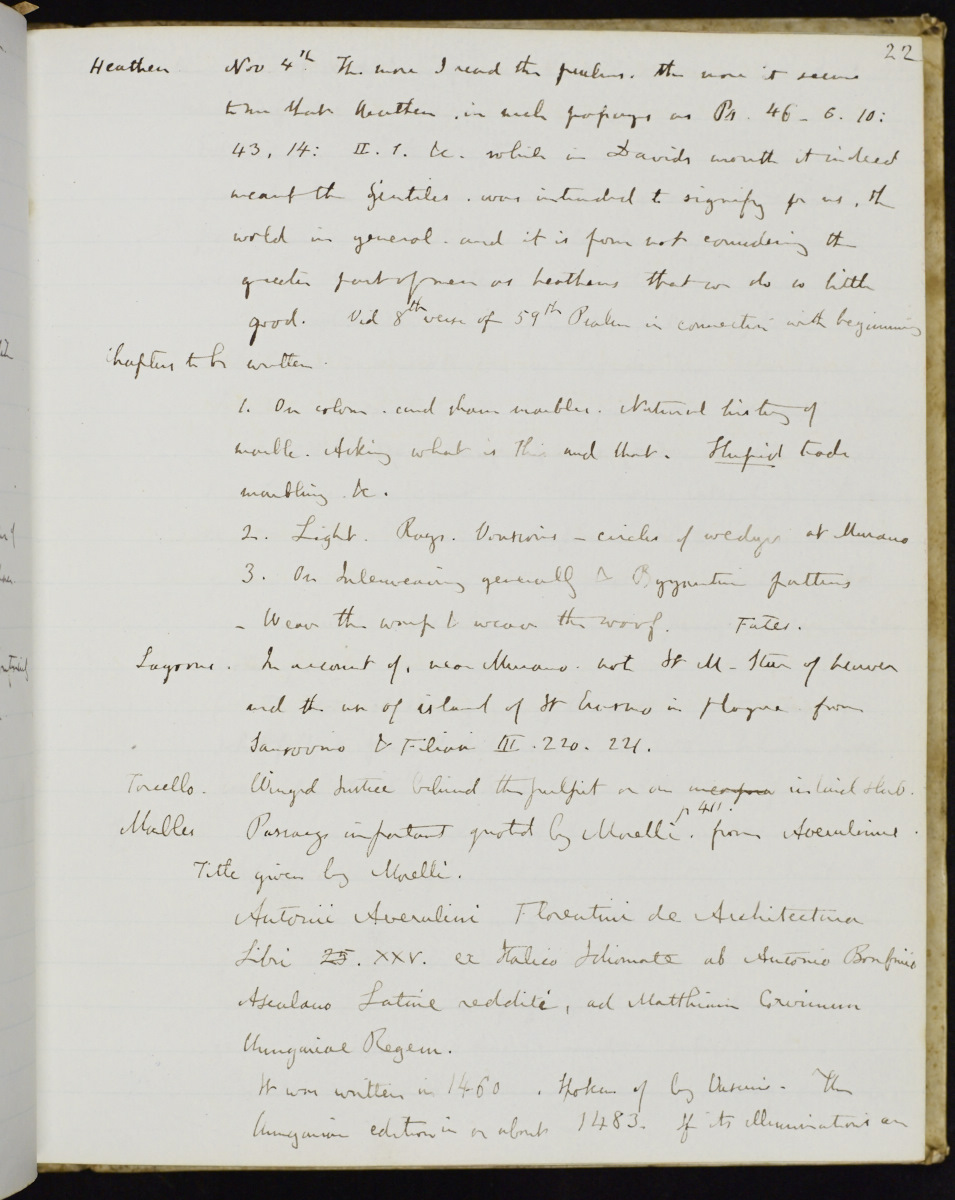 22
Heathen Nov 4th. The more I read the psalms. the more it seems
to me that Heathen, in such passages as Ps. 46 - 6. 10:
43, 14: II. 1. &c. while in Davids mouth it indeed
meant the Gentiles. was intended to signify for us, the
world in general. and it is from not considering the
greater part of men as heathens that we do so little
good. Vid 8th verse of 59th Psalm in connection with beginning
Chapters to be written.
1. On colour. and sham marbles. Natural history of
marble. Asking what is this and that. Stupid trade
marbling &c.
2. Light. Rays. - circles of wedges at Murano
3. On Interweaving generally & Byzantine patterns
- Weave the warp & weave the woof. Fates.
Lagoons. In account of, near Murano. not St M - Star of heaven
and the use of island of St Erasmo in plague from
Sansovino & Filiasi III. 220. 221.
Torcello. Winged Justice behind the pulpit on an inlaid slab.
Marbles Passage important quoted by Morelli. p 41. from Averulinus.
Title given by Morelli.
Antonii Averulini Florentini de Architectura
Libri 25. XXV. ex Italico Idiomate ab Antonio Bonfinio
Asculano Latine redditi, ad Matthiam Corvinum
Hungariae Regem.
It was written in 1460. Spoken of by Vasari. The
Hungarian edition in or about 1483. If its illuminations are